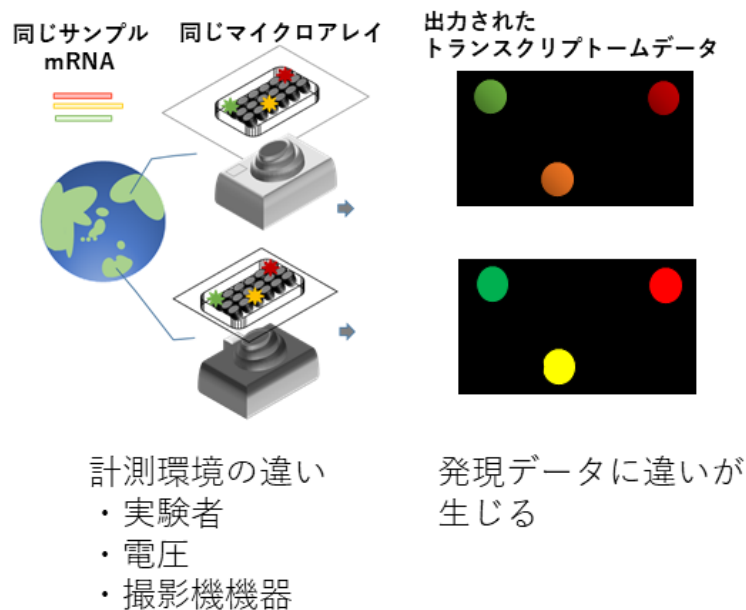 同じサンプル
mRNA
同じマイクロアレイ
出力された
トランスクリプトームデータ
計測環境の違い
・実験者
・電圧
・撮影機機器
発現データに違いが
生じる